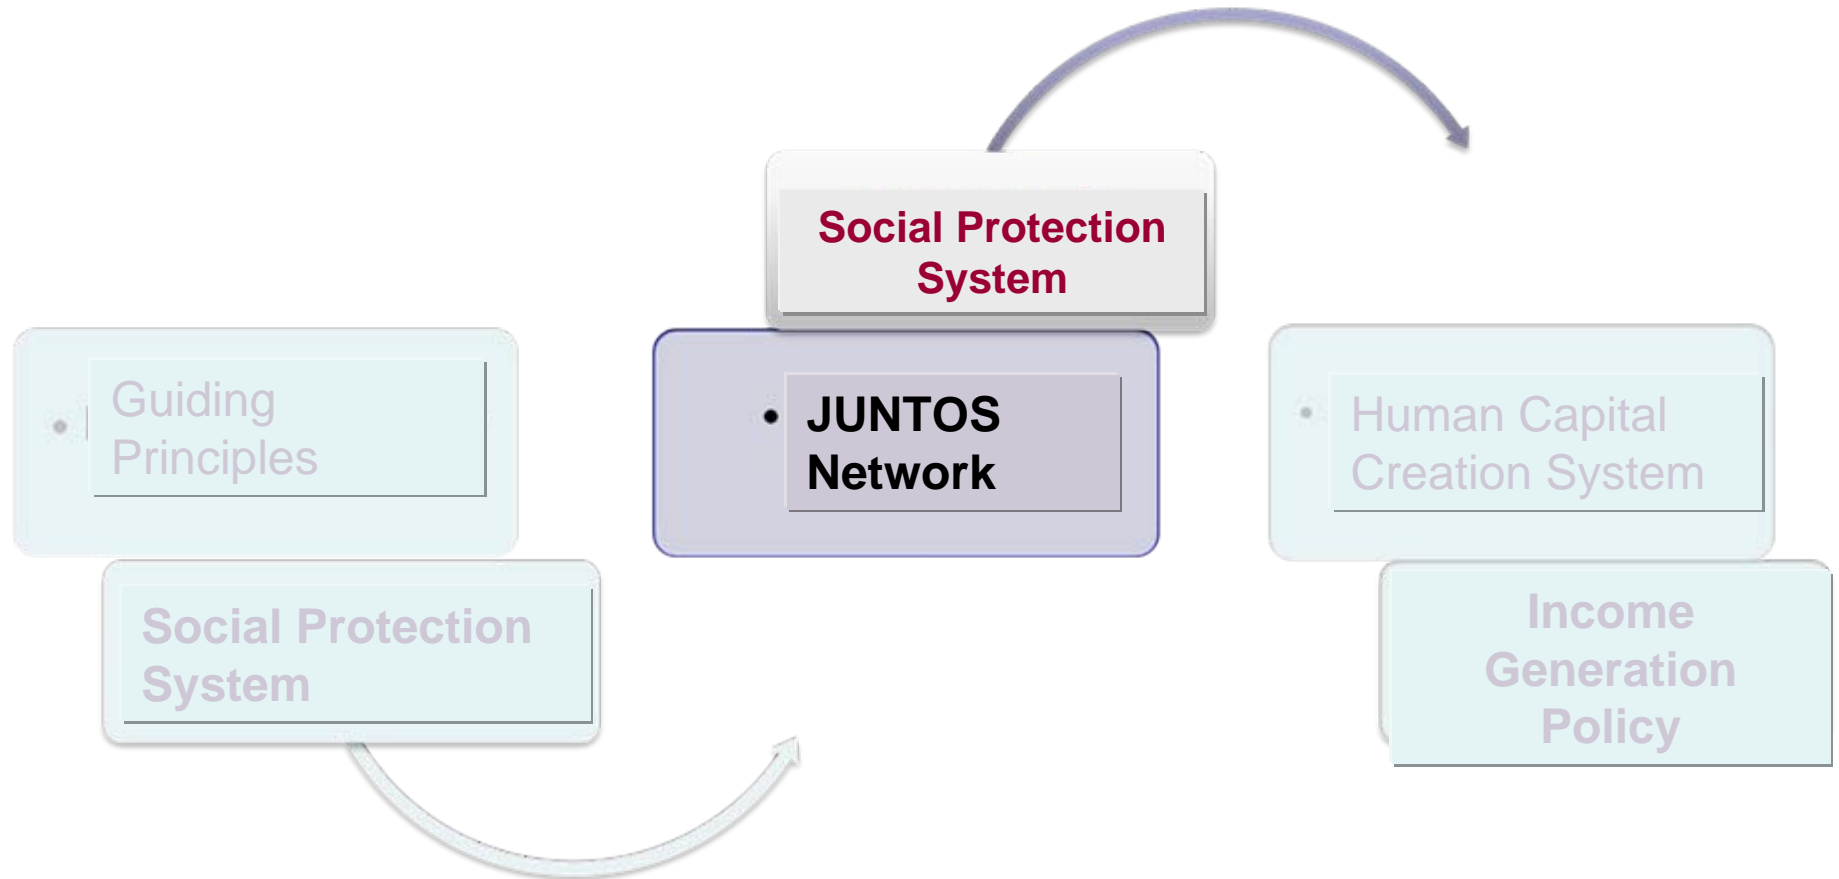 Social Protection
System
• Guiding
Principles
• JUNTOS
Network
• Human Capital
Creation System
Social Protection
System
Income
Generation
Policy